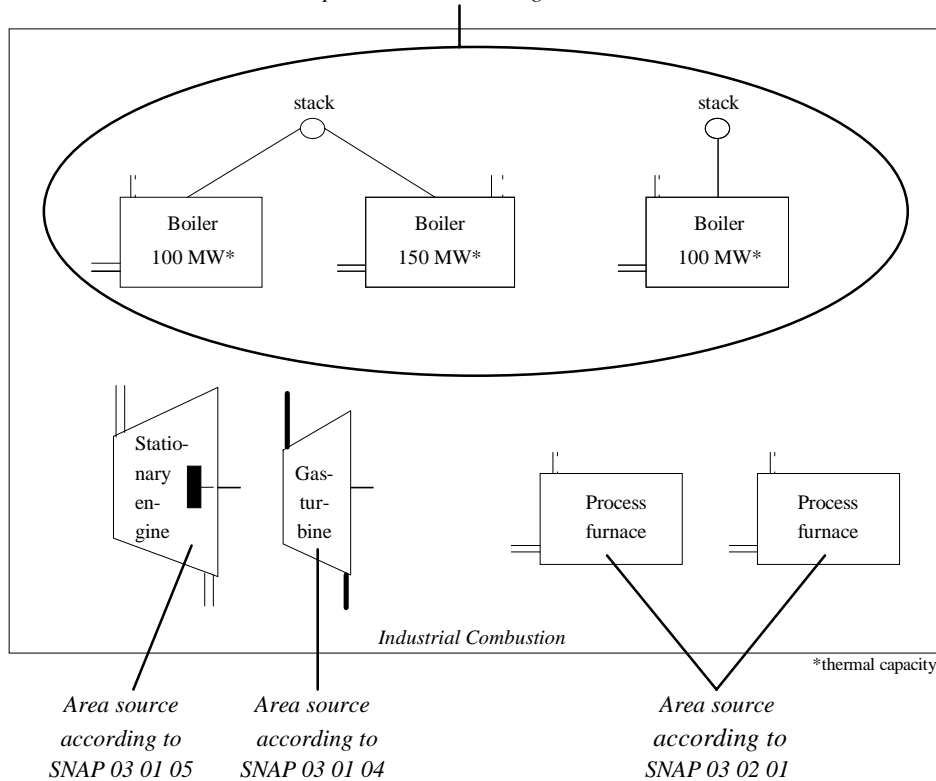 stack
stack
Boiler
100 MW*
Boiler
150 MW*
Boiler
100 MW*
Statio-
nary
en-
gine
Gas-
tur-
bine
Process
furnace
Process
furnace
Industrial Combustion
*thermal capacity
Area source
according to
SNAP 03 01 05
Area source
according to
SNAP 03 01 04
Area source
according to
SNAP 03 02 01